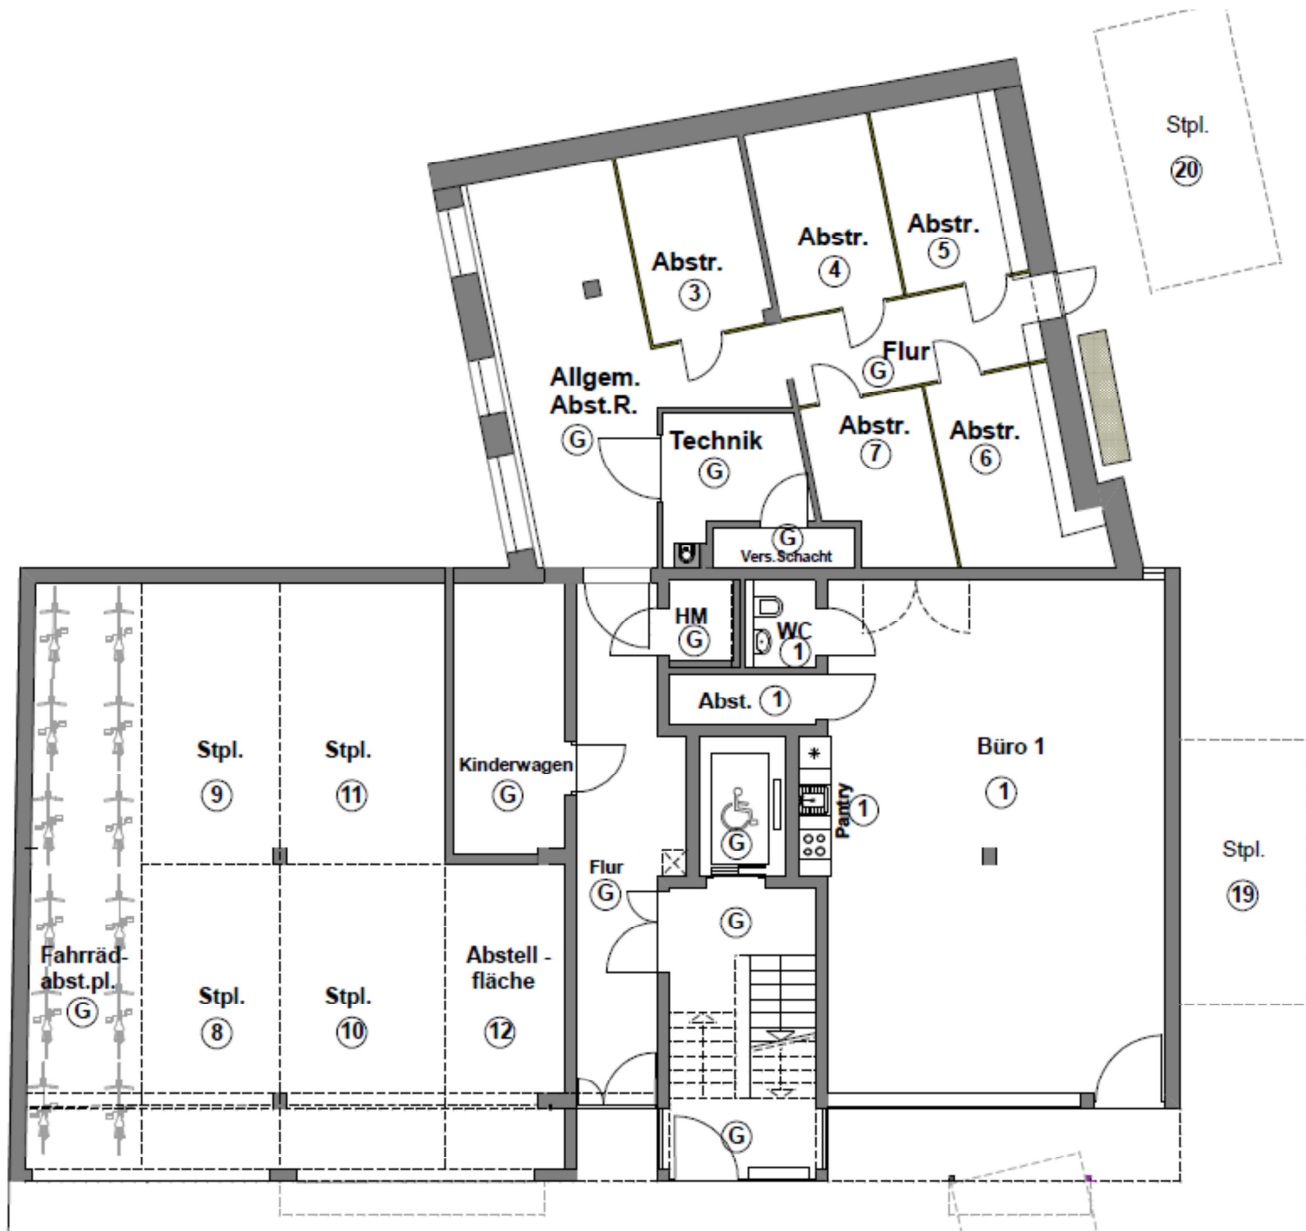 Stpl.
20
Abstr.
5
Abstr.
4
Abstr.
3
Flur
G
Allgem.
Abst.R.
G
Technik
G
Abstr.
7
Abstr.
6
G
Vers.Schacht
HM
G
WC
1
Abst. 1
Stpl.
9
Stpl.
11
Kinderwagen
G
G
Pantry
1
Büro 1
1
Stpl.
19
Flur
G
G
Fahrräd-
abst.pl.
G
Stpl.
8
Stpl.
10
Abstell -
fläche
12
G